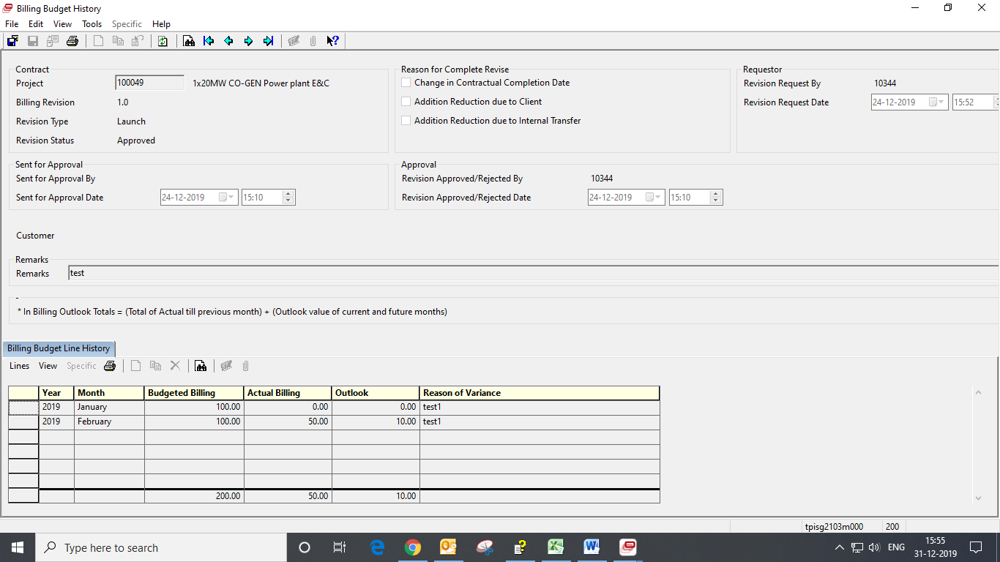 Billing Budget History
File Edit View Tools Specific Help
Contract
Project 100049 1x20MW CO-GEN Power plant E&C
Billing Revision 1.0
Revision Type Launch
Revision Status Approved
Reason for Complete Revise
Change in Contractual Completion Date
Addition Reduction due to Client
Addition Reduction due to Internal Transfer
Requestor
Revision Request By 10344
Revision Request Date 24-12-2019 15:52
Sent for Approval
Sent for Approval By
Sent for Approval Date 24-12-2019 15:10
Approval
Revision Approved/Rejected By 10344
Revision Approved/Rejected Date 24-12-2019 15:10
Customer
Remarks
Remarks test
-
* In Billing Outlook Totals = (Total of Actual till previous month) + (Outlook value of current and future months)
Billing Budget Line History
Lines View Specific
Year Month Budgeted Billing Actual Billing Outlook Reason of Variance
2019 January 100.00 0.00 0.00 test1
2019 February 100.00 50.00 10.00 test1
200.00 50.00 10.00
tpisg2103m000 200
Type here to search
ENG
15:55
31-12-2019